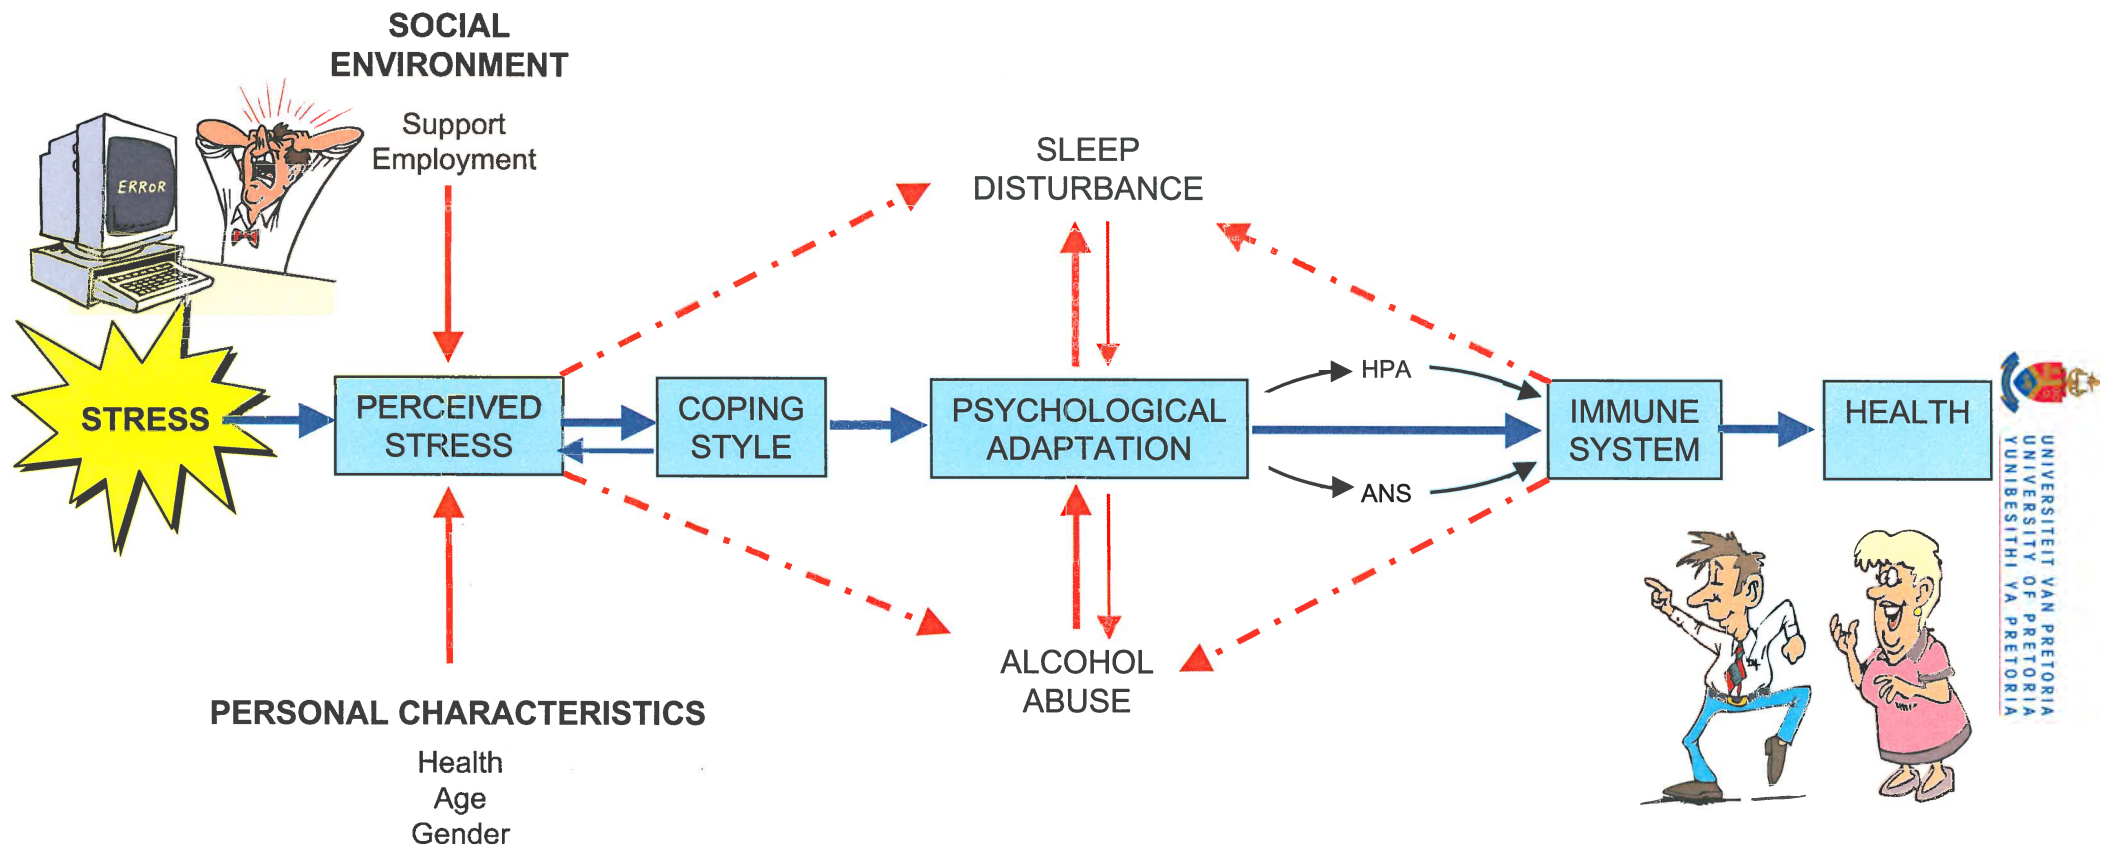 SOCIAL
ENVIRONMENT
Support
Employment
ERROR
SLEEP
DISTURBANCE
STRESS
PERCEIVED
STRESS
COPING
STYLE
PSYCHOLOGICAL
ADAPTATION
HPA
ANS
IMMUNE
SYSTEM
HEALTH
ALCOHOL
ABUSE
PERSONAL CHARACTERISTICS
Health
Age
Gender
UNIVERSITEIT VAN PRETORIA
UNIVERSITY OF PRETORIA
YUNIBESITHI YA PRETORIA